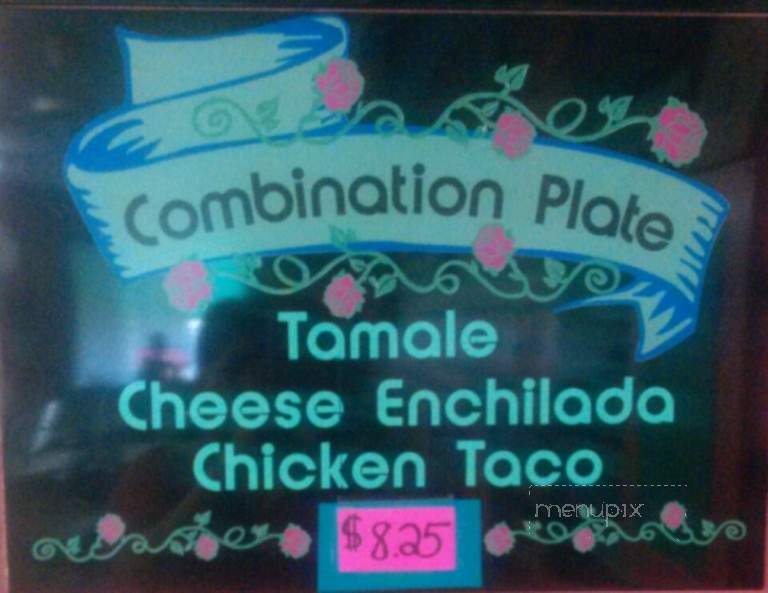 Combination Plate
Tamale
Cheese Enchilada
Chicken Taco
$8.25
menupix